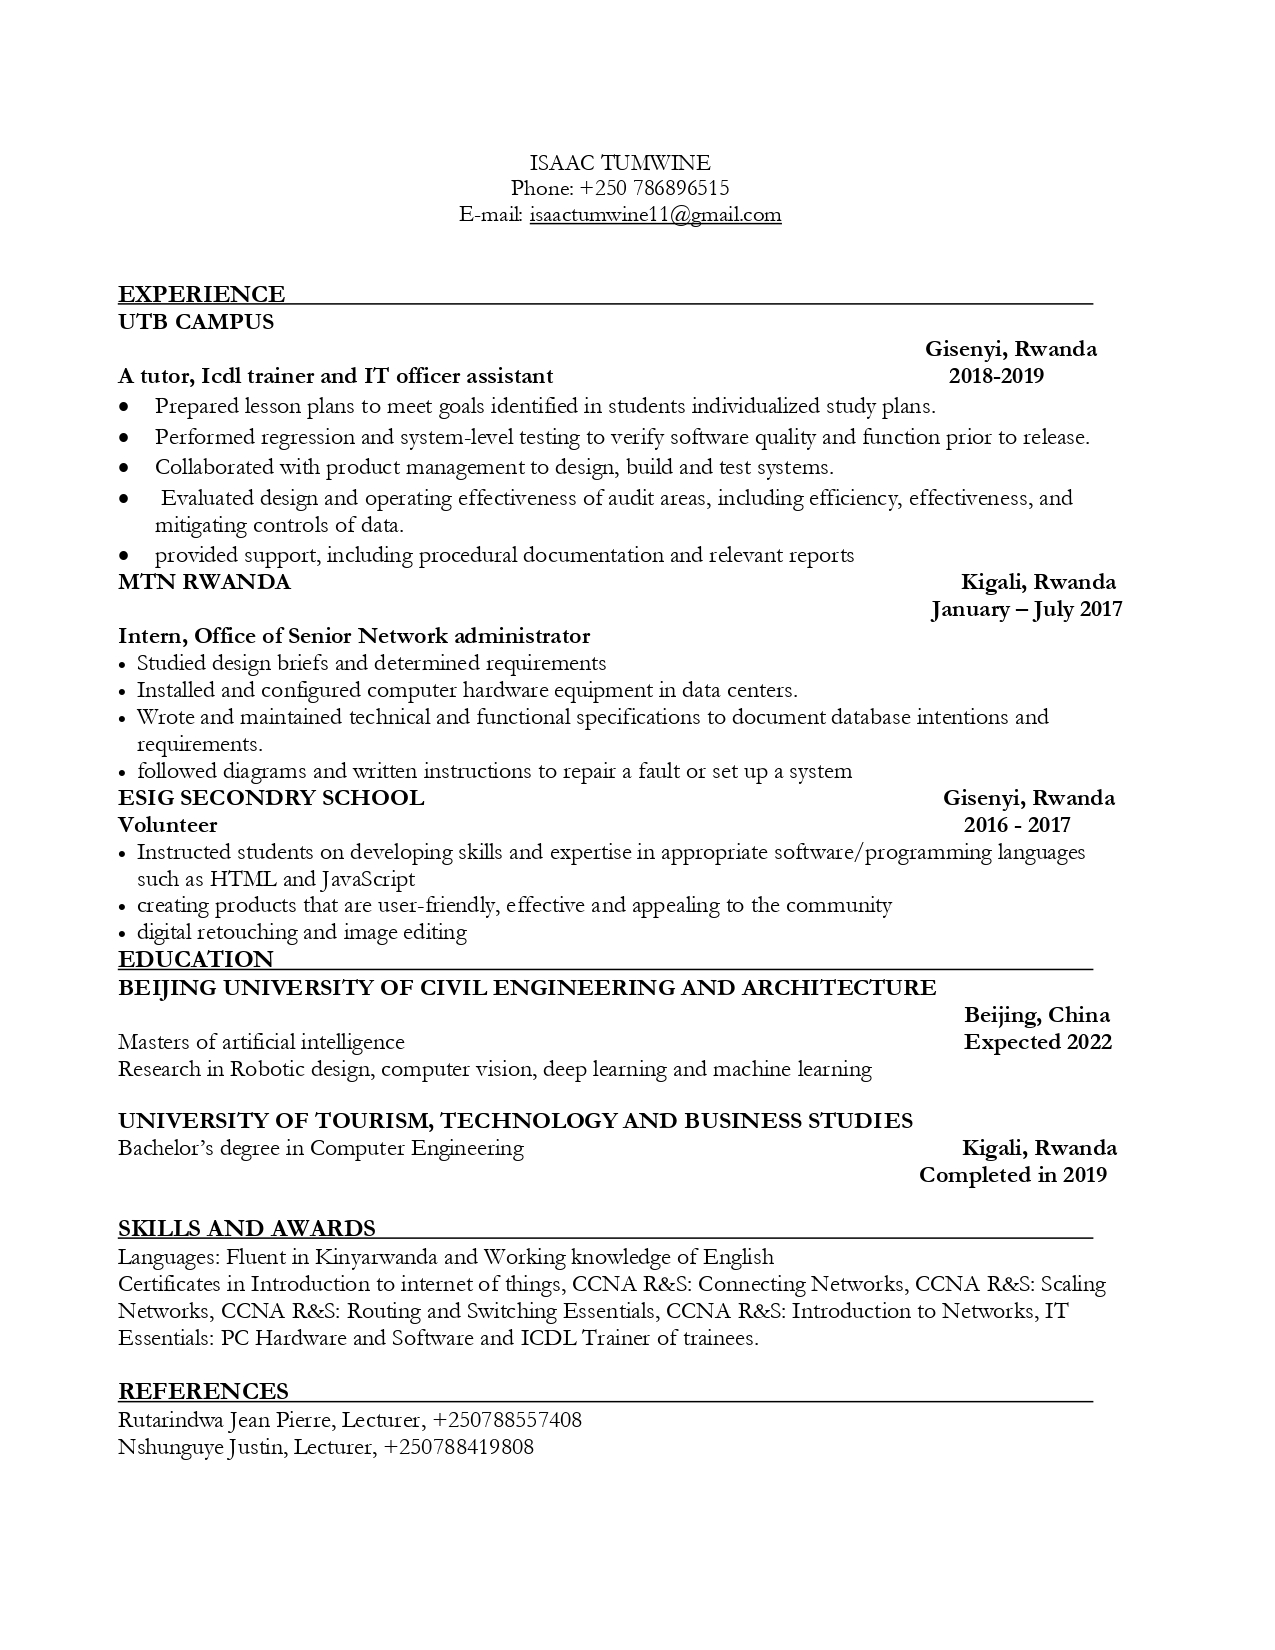 ISAAC TUMWINE
Phone: +250 786896515
E-mail: isaactumwine11@gmail.com
EXPERIENCE
UTB CAMPUS
Gisenyi, Rwanda
A tutor, Icdl trainer and IT officer assistant 2018-2019
● Prepared lesson plans to meet goals identified in students individualized study plans.
● Performed regression and system-level testing to verify software quality and function prior to release.
● Collaborated with product management to design, build and test systems.
● Evaluated design and operating effectiveness of audit areas, including efficiency, effectiveness, and
mitigating controls of data.
● provided support, including procedural documentation and relevant reports
MTN RWANDA Kigali, Rwanda
January – July 2017
Intern, Office of Senior Network administrator
• Studied design briefs and determined requirements
• Installed and configured computer hardware equipment in data centers.
• Wrote and maintained technical and functional specifications to document database intentions and
requirements.
• followed diagrams and written instructions to repair a fault or set up a system
ESIG SECONDRY SCHOOL Gisenyi, Rwanda
Volunteer 2016 - 2017
• Instructed students on developing skills and expertise in appropriate software/programming languages
such as HTML and JavaScript
• creating products that are user-friendly, effective and appealing to the community
• digital retouching and image editing
EDUCATION
BEIJING UNIVERSITY OF CIVIL ENGINEERING AND ARCHITECTURE
Beijing, China
Masters of artificial intelligence Expected 2022
Research in Robotic design, computer vision, deep learning and machine learning
UNIVERSITY OF TOURISM, TECHNOLOGY AND BUSINESS STUDIES
Bachelor’s degree in Computer Engineering Kigali, Rwanda
Completed in 2019
SKILLS AND AWARDS
Languages: Fluent in Kinyarwanda and Working knowledge of English
Certificates in Introduction to internet of things, CCNA R&S: Connecting Networks, CCNA R&S: Scaling
Networks, CCNA R&S: Routing and Switching Essentials, CCNA R&S: Introduction to Networks, IT
Essentials: PC Hardware and Software and ICDL Trainer of trainees.
REFERENCES
Rutarindwa Jean Pierre, Lecturer, +250788557408
Nshunguye Justin, Lecturer, +250788419808